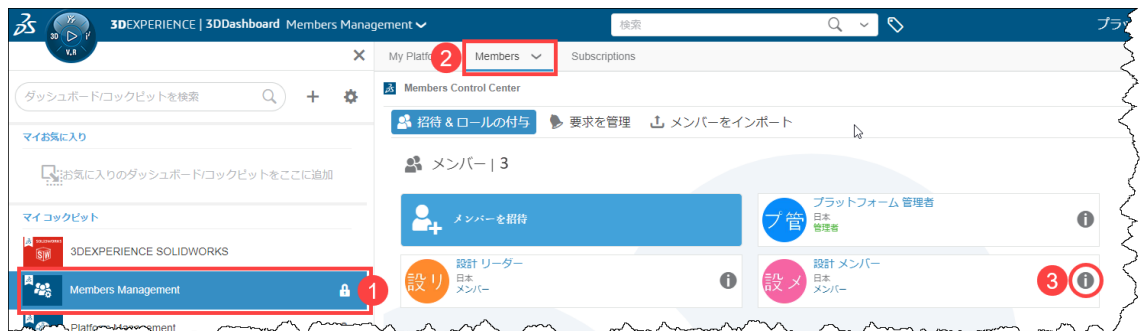 3DEXPERIENCE | 3DDashboard Members Management
検索
3D
V.R
My Platfo
2
Members
Subscriptions
ダッシュボード/コックピットを検索
Members Control Center
招待 & ロールの付与
要求を管理
メンバーをインポート
マイお気に入り
お気に入りのダッシュボード/コックピットをここに追加
メンバー | 3
メンバーを招待
プ 管
プラットフォーム 管理者
日本
管理者
マイ コックピット
3DEXPERIENCE SOLIDWORKS
設 リ
設計 リーダー
日本
メンバー
設 メ
設計 メンバー
日本
メンバー
3
Members Management
1
Platform Management